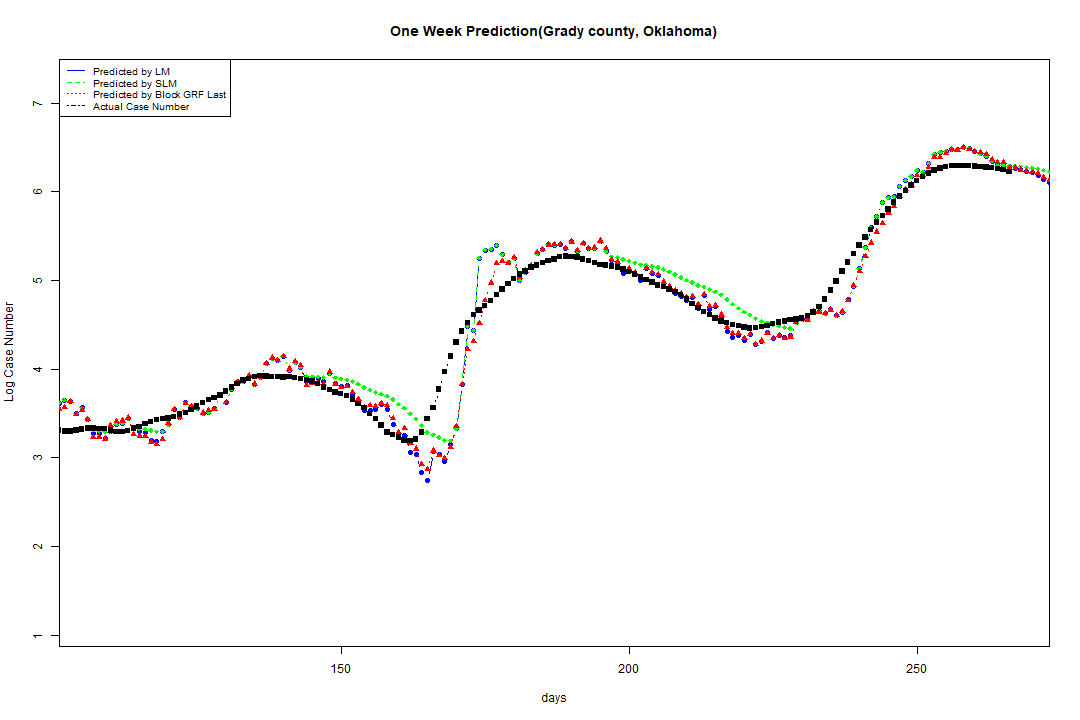 One Week Prediction(Grady county, Oklahoma)
Predicted by LM
Predicted by SLM
Predicted by Block GRF Last
Actual Case Number
Log Case Number
7
6
5
4
3
2
1
150
200
250
days